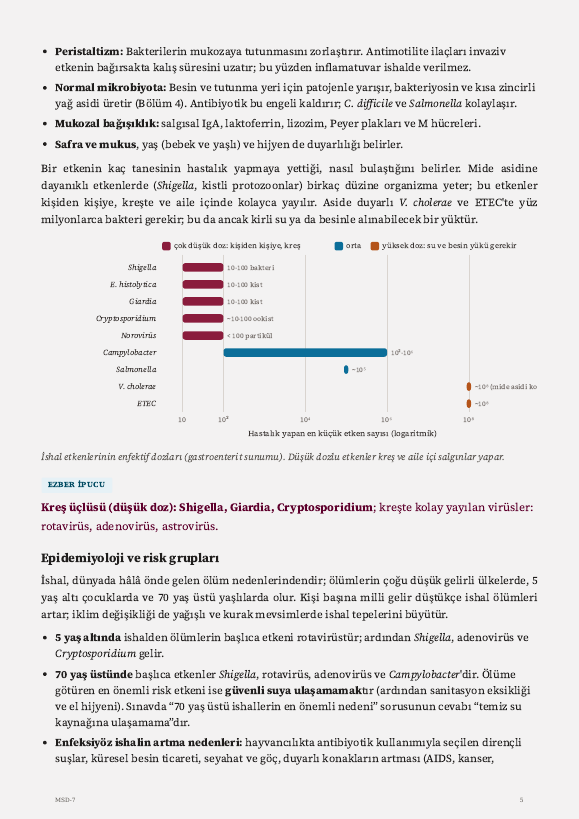 • Peristaltizm: Bakterilerin mukozaya tutunmasını zorlaştırır. Antimotilite ilaçları invaziv
etkenin bağırsakta kalış süresini uzatır; bu yüzden inflamatuvar ishalde verilmez.
• Normal mikrobiyota: Besin ve tutunma yeri için patojenle yarışır, bakteriyosin ve kısa zincirli
yağ asidi üretir (Bölüm 4). Antibiyotik bu engeli kaldırır; C. difficile ve Salmonella kolaylaşır.
• Mukozal bağışıklık: salgısal IgA, laktoferrin, lizozim, Peyer plakları ve M hücreleri.
• Safra ve mukus, yaş (bebek ve yaşlı) ve hijyen de duyarlılığı belirler.
Bir etkenin kaç tanesinin hastalık yapmaya yettiği, nasıl bulaştığını belirler. Mide asidine
dayanıklı etkenlerde (Shigella, kistli protozoonlar) birkaç düzine organizma yeter; bu etkenler
kişiden kişiye, kreşte ve aile içinde kolayca yayılır. Aside duyarlı V. cholerae ve ETEC'te yüz
milyonlarca bakteri gerekir; bu da ancak kirli su ya da besinle alınabilecek bir yüktür.
çok düşük doz: kişiden kişiye, kreş orta yüksek doz: su ve besin yükü gerekir
Shigella 10-100 bakteri
E. histolytica 10-100 kist
Giardia 10-100 kist
Cryptosporidium ~10-100 ookist
Norovirüs < 100 partikül
Campylobacter
Salmonella
V. cholerae (mide asidi ko
ETEC
10
Hastalık yapan en küçük etken sayısı (logaritmik)
İshal etkenlerinin enfektif dozları (gastroenterit sunumu). Düşük dozlu etkenler kreş ve aile içi salgınlar yapar.
EZBER İPUCU
Kreş üçlüsü (düşük doz): Shigella, Giardia, Cryptosporidium; kreşte kolay yayılan virüsler:
rotavirüs, adenovirüs, astrovirüs.
Epidemiyoloji ve risk grupları
İshal, dünyada hâlâ önde gelen ölüm nedenlerindendir; ölümlerin çoğu düşük gelirli ülkelerde, 5
yaş altı çocuklarda ve 70 yaş üstü yaşlılarda olur. Kişi başına milli gelir düştükçe ishal ölümleri
artar; iklim değişikliği de yağışlı ve kurak mevsimlerde ishal tepelerini büyütür.
• 5 yaş altında ishalden ölümlerin başlıca etkeni rotavirüstür; ardından Shigella, adenovirüs ve
Cryptosporidium gelir.
• 70 yaş üstünde başlıca etkenler Shigella, rotavirüs, adenovirüs ve Campylobacter'dir. Ölüme
götüren en önemli risk etkeni ise güvenli suya ulaşamamaktır (ardından sanitasyon eksikliği
ve el hijyeni). Sınavda “70 yaş üstü ishallerin en önemli nedeni” sorusunun cevabı “temiz su
kaynağına ulaşamama”dır.
• Enfeksiyöz ishalin artma nedenleri: hayvancılıkta antibiyotik kullanımıyla seçilen dirençli
suşlar, küresel besin ticareti, seyahat ve göç, duyarlı konakların artması (AIDS, kanser,
MSD-7 5